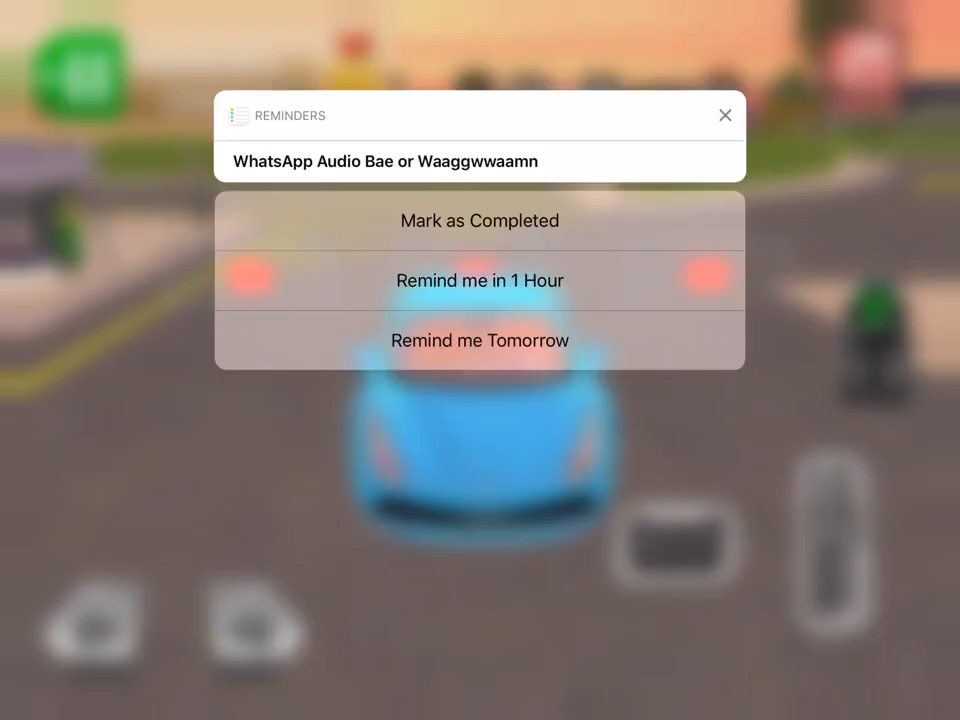 REMINDERS
WhatsApp Audio Bae or Waaggwwaamn
Mark as Completed
Remind me in 1 Hour
Remind me Tomorrow